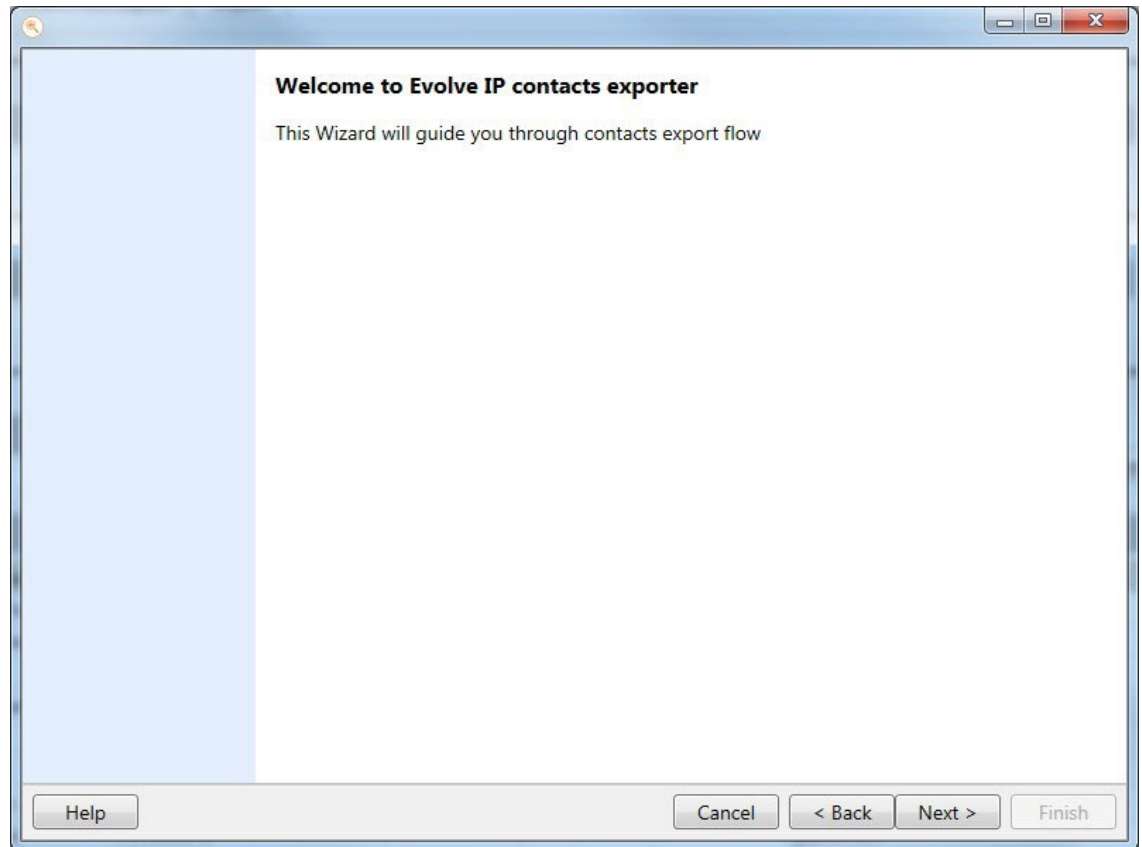 Welcome to Evolve IP contacts exporter
This Wizard will guide you through contacts export flow
Help
Cancel
< Back
Next >
Finish